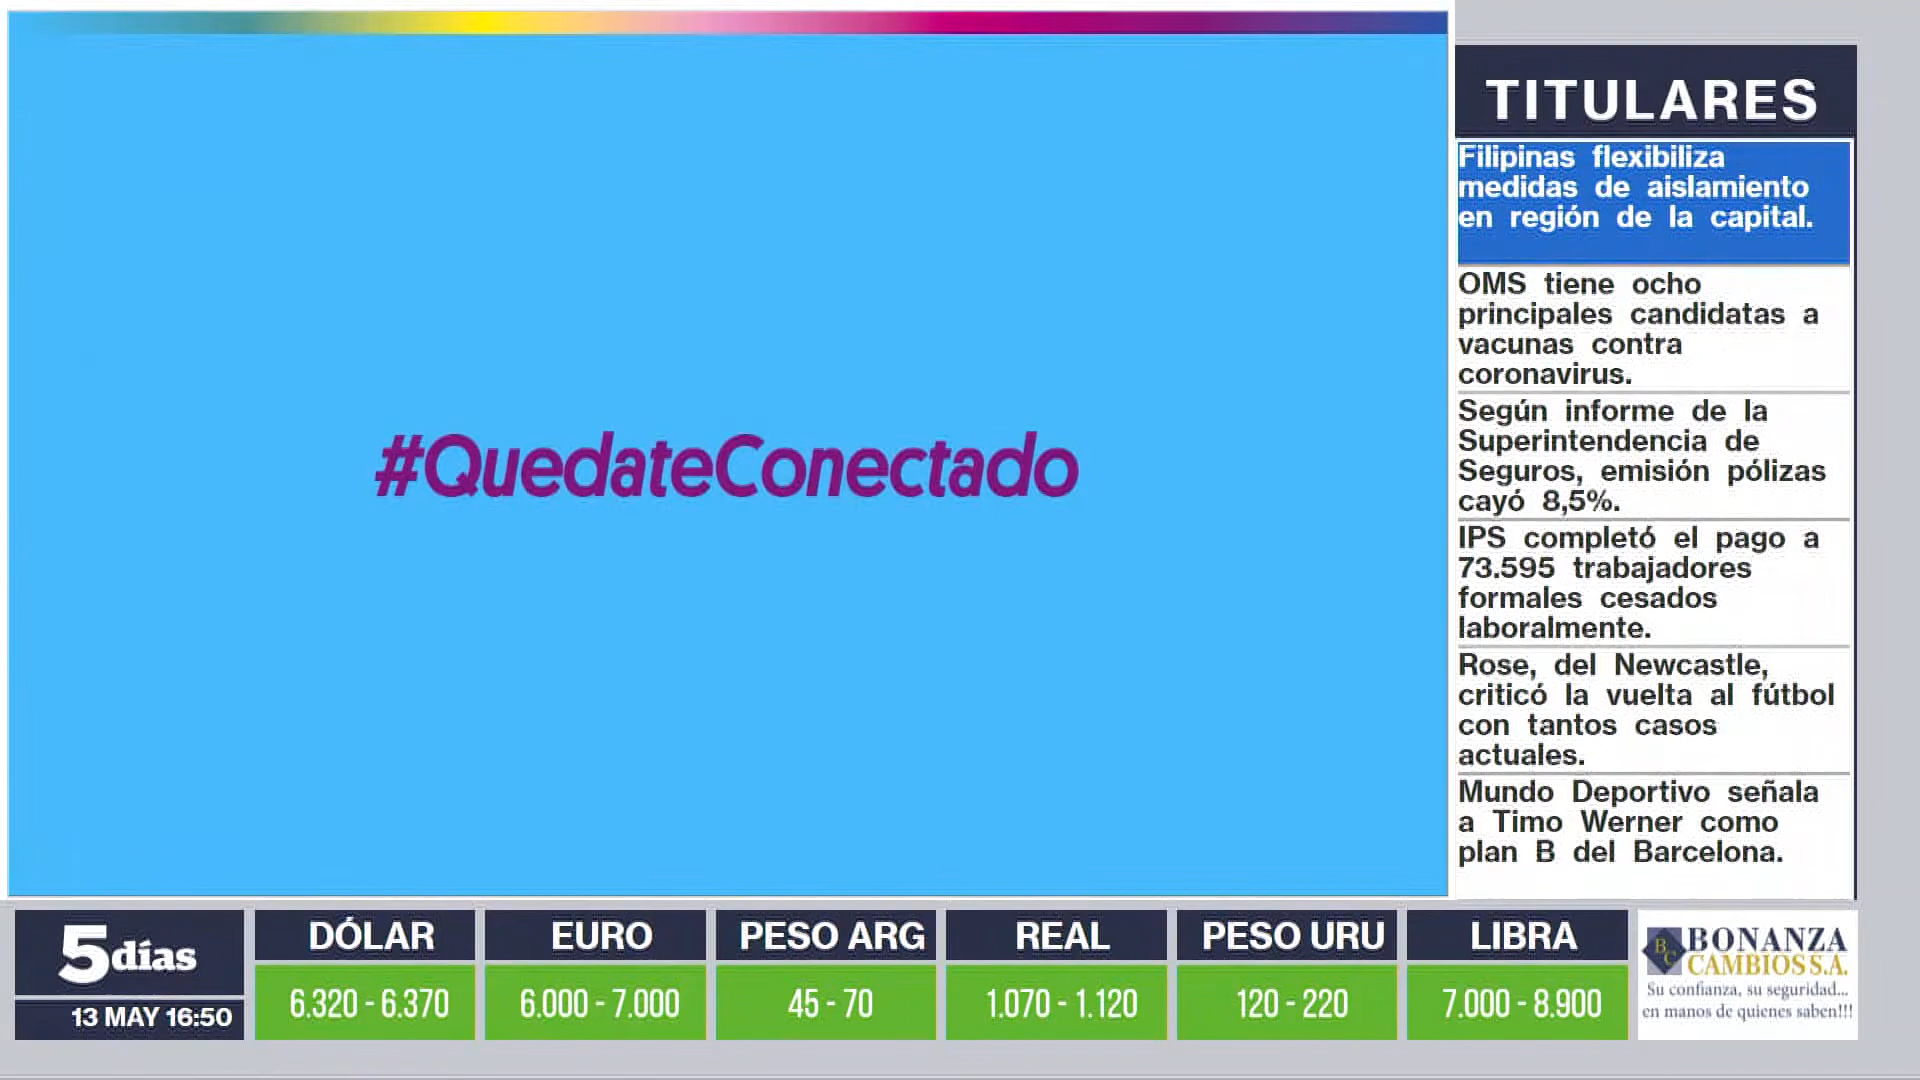 #QuedateConectado
TITULARES
Filipinas flexibiliza
medidas de aislamiento
en región de la capital.
OMS tiene ocho
principales candidatas a
vacunas contra
coronavirus.
Según informe de la
Superintendencia de
Seguros, emisión pólizas
cayó 8,5%.
IPS completó el pago a
73.595 trabajadores
formales cesados
laboralmente.
Rose, del Newcastle,
criticó la vuelta al fútbol
con tantos casos
actuales.
Mundo Deportivo señala
a Timo Werner como
plan B del Barcelona.
5días
13 MAY 16:50
DÓLAR
6.320 - 6.370
EURO
6.000 - 7.000
PESO ARG
45 - 70
REAL
1.070 - 1.120
PESO URU
120 - 220
LIBRA
7.000 - 8.900
BC
BONANZA
CAMBIOS S.A.
Su confianza, su seguridad...
en manos de quienes saben!!!